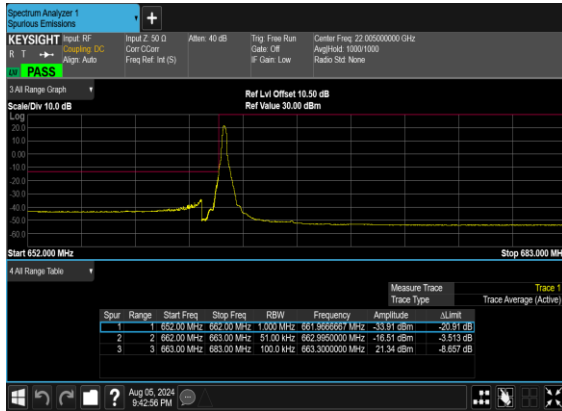 Spectrum Analyzer 1
Spurious Emissions
KEYSIGHT Input: RF Input Z: 50 Ω Atten: 40 dB Trig: Free Run Center Freq: 22.005000000 GHz
R T Coupling: DC Corr CCorr Gate: Off Avg|Hold: 1000/1000
Align: Auto Freq Ref: Int (S) IF Gain: Low Radio Std: None
PASS
3 All Range Graph
Ref Lvl Offset 10.50 dB
Scale/Div 10.0 dB Ref Value 30.00 dBm
Log
20.0
10.0
0.00
-10.0
-20.0
-30.0
-40.0
-50.0
-60.0
Start 652.000 MHz Stop 683.000 MH
4 All Range Table
Measure Trace Trace 1
Trace Type Trace Average (Active)
Spur Range Start Freq Stop Freq RBW Frequency Amplitude ΔLimit
1 1 652.00 MHz 662.00 MHz 1.000 MHz 661.9666667 MHz -33.91 dBm -20.91 dB
2 2 662.00 MHz 663.00 MHz 51.00 kHz 662.9950000 MHz -16.51 dBm -3.513 dB
3 3 663.00 MHz 683.00 MHz 100.0 kHz 663.3000000 MHz 21.34 dBm -8.657 dB
Aug 05, 2024
9:42:56 PM